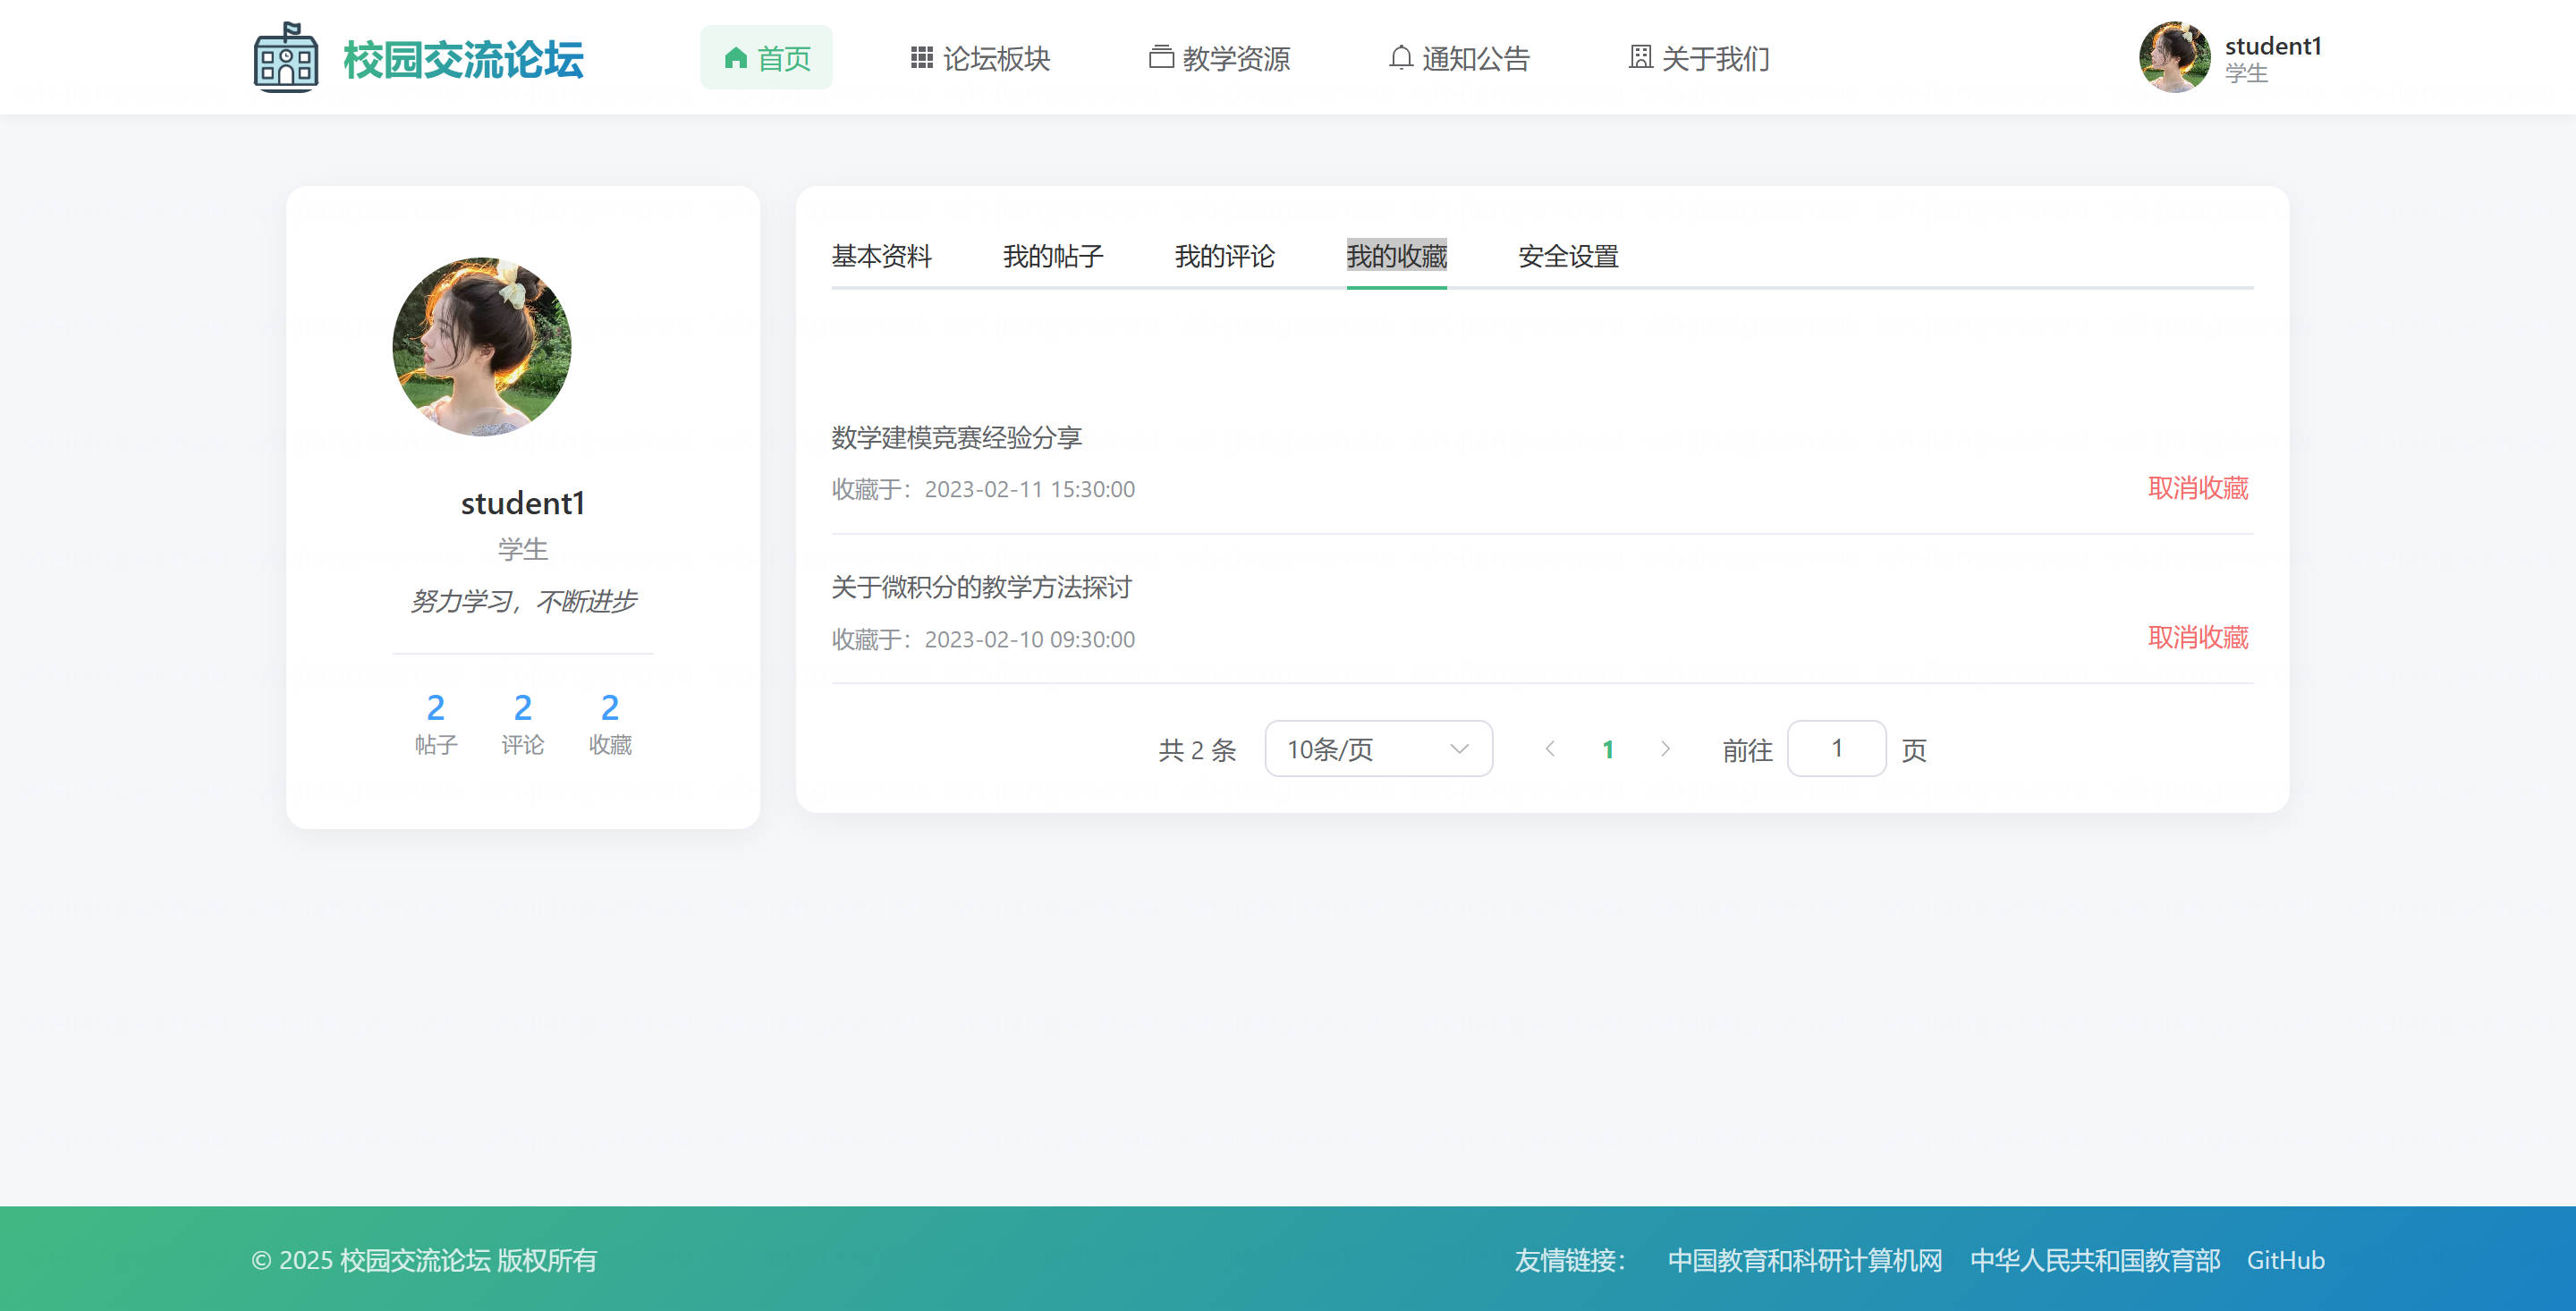 校园交流论坛
首页 论坛板块 教学资源 通知公告 关于我们
student1
学生
student1
学生
努力学习，不断进步
2 2 2
帖子 评论 收藏
基本资料 我的帖子 我的评论 我的收藏 安全设置
数学建模竞赛经验分享
收藏于：2023-02-11 15:30:00 取消收藏
关于微积分的教学方法探讨
收藏于：2023-02-10 09:30:00 取消收藏
共 2 条 10条/页 1 前往 1 页
© 2025 校园交流论坛 版权所有 友情链接： 中国教育和科研计算机网 中华人民共和国教育部 GitHub